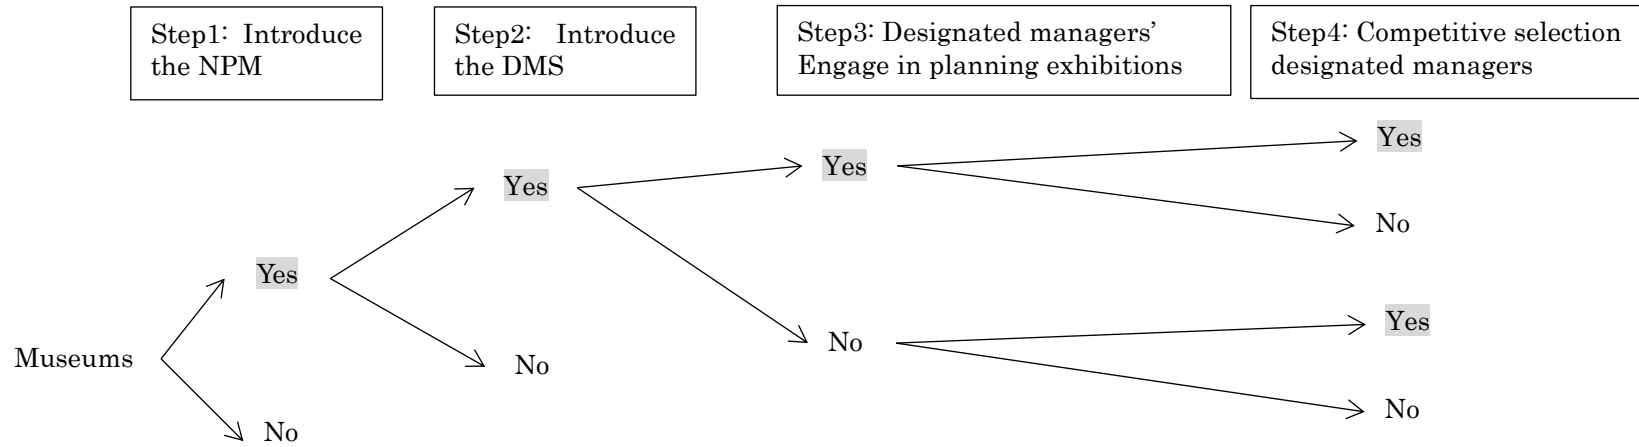 Step1: Introduce
the NPM
Step2: Introduce
the DMS
Step3: Designated managers’
Engage in planning exhibitions
Step4: Competitive selection
designated managers
Yes
Yes
Yes
No
Yes
Yes
No
Museums
No
No
No